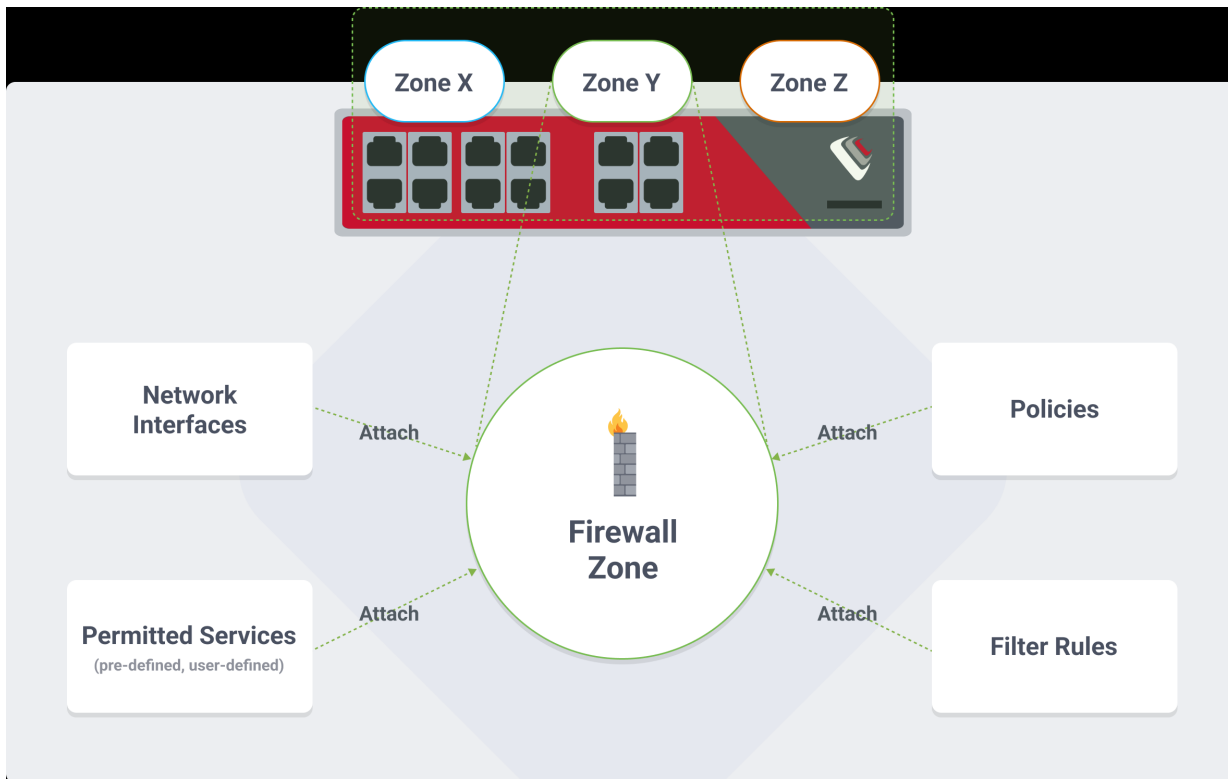 Zone X
Zone Y
Zone Z
Network
Interfaces
Attach
Attach
Policies
Firewall
Zone
Permitted Services
(pre-defined, user-defined)
Attach
Attach
Filter Rules